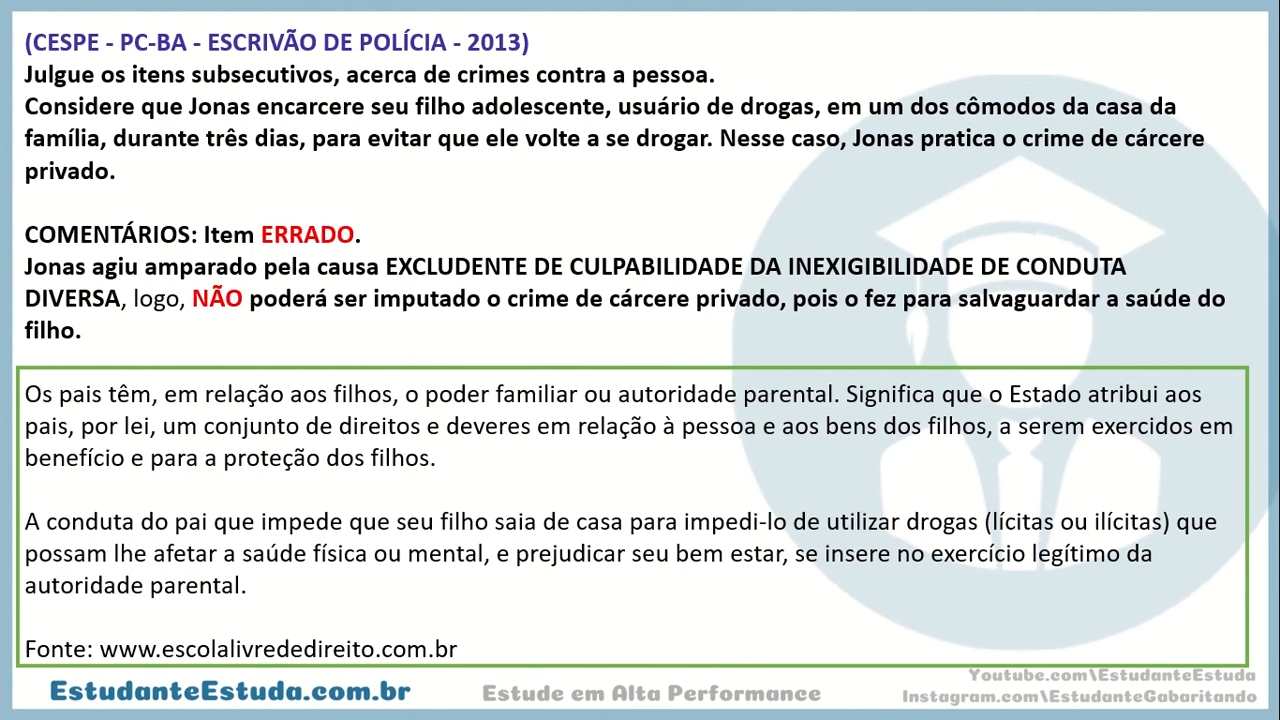 (CESPE - PC-BA - ESCRIVÃO DE POLÍCIA - 2013)
Julgue os itens subsecutivos, acerca de crimes contra a pessoa.
Considere que Jonas encarcere seu filho adolescente, usuário de drogas, em um dos cômodos da casa da
família, durante três dias, para evitar que ele volte a se drogar. Nesse caso, Jonas pratica o crime de cárcere
privado.
COMENTÁRIOS: Item ERRADO.
Jonas agiu amparado pela causa EXCLUDENTE DE CULPABILIDADE DA INEXIGIBILIDADE DE CONDUTA
DIVERSA, logo, NÃO poderá ser imputado o crime de cárcere privado, pois o fez para salvaguardar a saúde do
filho.
Os pais têm, em relação aos filhos, o poder familiar ou autoridade parental. Significa que o Estado atribui aos
pais, por lei, um conjunto de direitos e deveres em relação à pessoa e aos bens dos filhos, a serem exercidos em
benefício e para a proteção dos filhos.
A conduta do pai que impede que seu filho saia de casa para impedi-lo de utilizar drogas (lícitas ou ilícitas) que
possam lhe afetar a saúde física ou mental, e prejudicar seu bem estar, se insere no exercício legítimo da
autoridade parental.
Fonte: www.escolalivrededireito.com.br
EstudanteEstuda.com.br
Estude em Alta Performance
Youtube.com\EstudanteEstuda
Instagram.com\EstudanteGabaritando